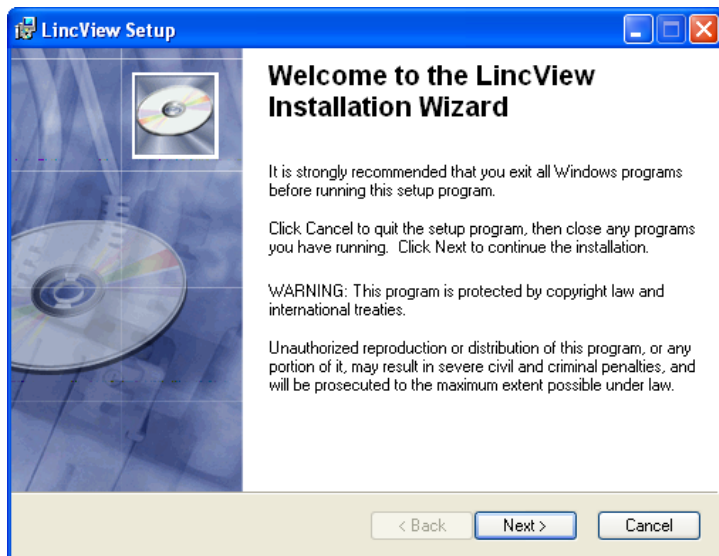 LincView Setup
Welcome to the LincView
Installation Wizard
It is strongly recommended that you exit all Windows programs
before running this setup program.
Click Cancel to quit the setup program, then close any programs
you have running.  Click Next to continue the installation.
WARNING: This program is protected by copyright law and
international treaties.
Unauthorized reproduction or distribution of this program, or any
portion of it, may result in severe civil and criminal penalties, and
will be prosecuted to the maximum extent possible under law.
< Back
Next >
Cancel